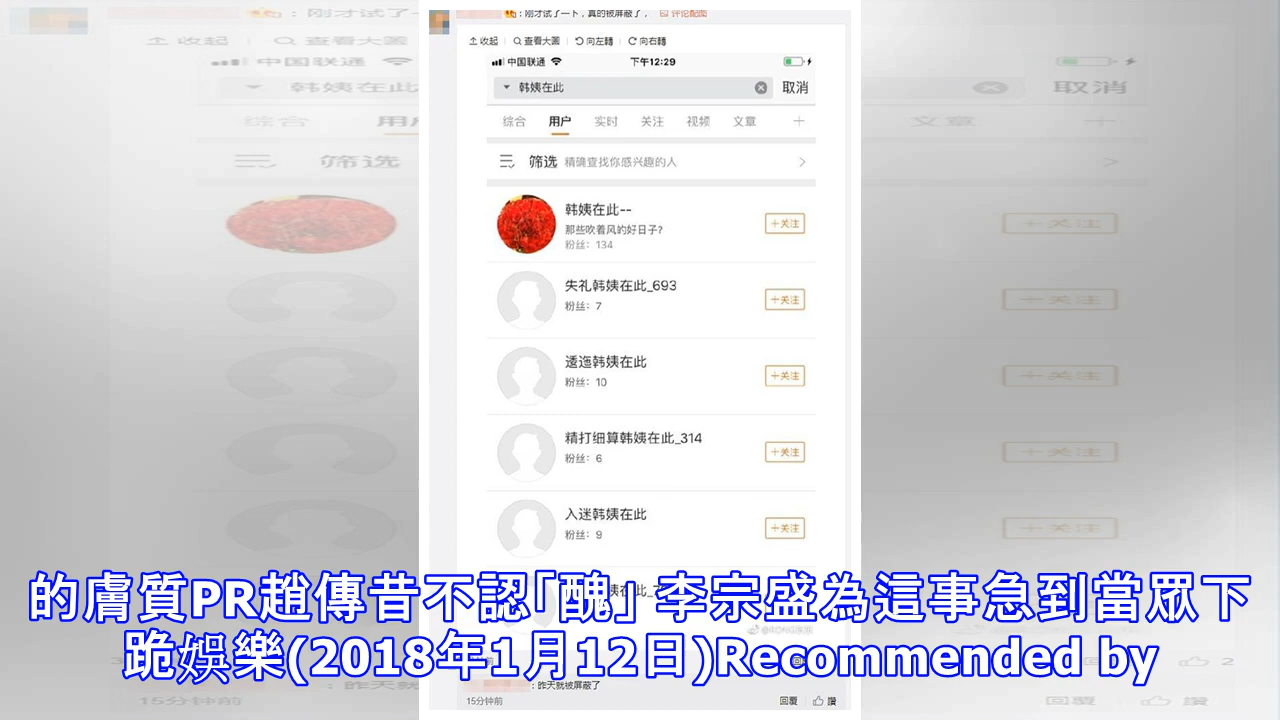 ：刚才试了一下，真的被屏蔽了， 评论配图
收起 查看大圖 向左轉 向右轉
中国联通 下午12:29
韩姨在此 取消
综合 用户 实时 关注 视频 文章
筛选 精确查找你感兴趣的人
韩姨在此--
那些吹着风的好日子?
粉丝：134
+关注
失礼韩姨在此_693
粉丝：7
+关注
逶迤韩姨在此
粉丝：10
+关注
精打细算韩姨在此_314
粉丝：6
+关注
入迷韩姨在此
粉丝：9
+关注
的膚質PR趙傳昔不認「醜」 李宗盛為這事急到當眾下
跪娛樂(2018年1月12日)Recommended by
：昨天就被屏蔽了
15分钟前 回覆 讚